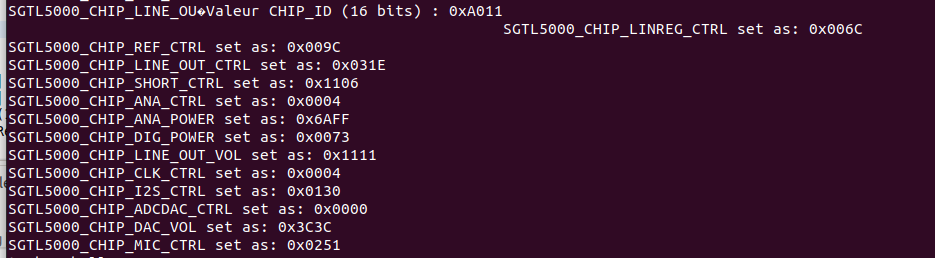 SGTL5000_CHIP_LINE_OU�Valeur CHIP_ID (16 bits) : 0xA011
SGTL5000_CHIP_LINREG_CTRL set as: 0x006C
SGTL5000_CHIP_REF_CTRL set as: 0x009C
SGTL5000_CHIP_LINE_OUT_CTRL set as: 0x031E
SGTL5000_CHIP_SHORT_CTRL set as: 0x1106
SGTL5000_CHIP_ANA_CTRL set as: 0x0004
SGTL5000_CHIP_ANA_POWER set as: 0x6AFF
SGTL5000_CHIP_DIG_POWER set as: 0x0073
SGTL5000_CHIP_LINE_OUT_VOL set as: 0x1111
SGTL5000_CHIP_CLK_CTRL set as: 0x0004
SGTL5000_CHIP_I2S_CTRL set as: 0x0130
SGTL5000_CHIP_ADCDAC_CTRL set as: 0x0000
SGTL5000_CHIP_DAC_VOL set as: 0x3C3C
SGTL5000_CHIP_MIC_CTRL set as: 0x0251